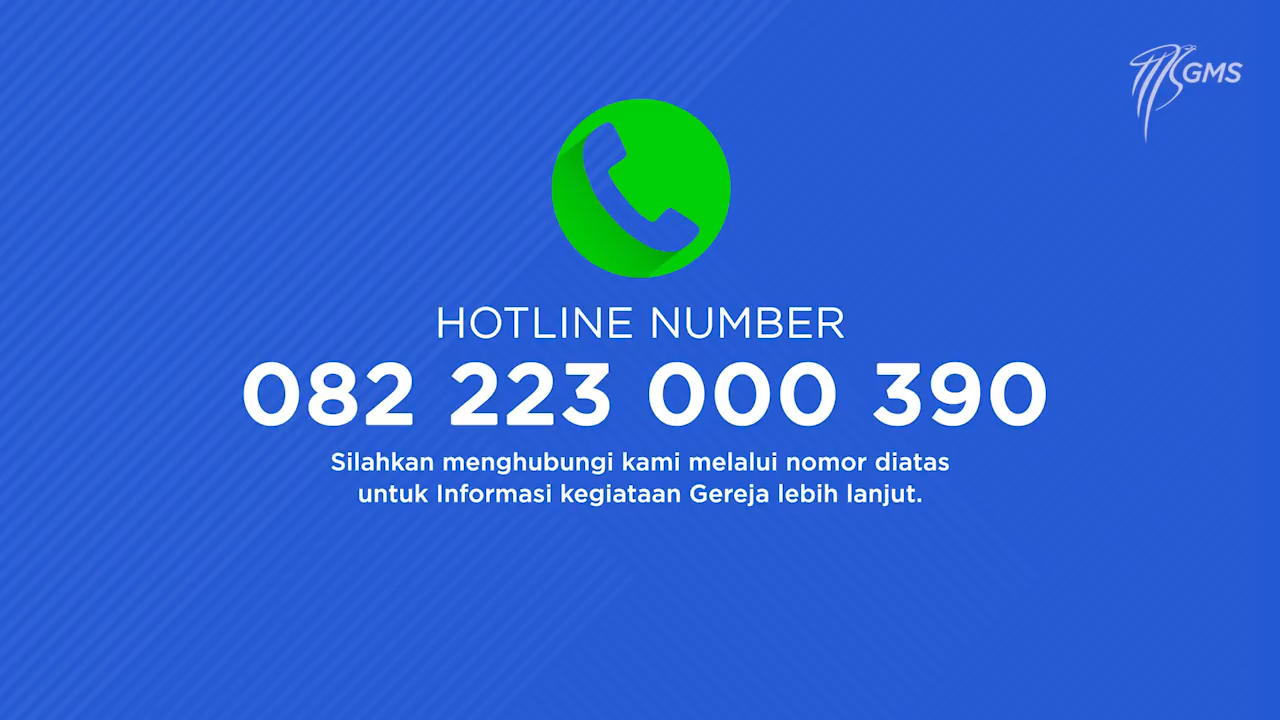 GMS
HOTLINE NUMBER
082 223 000 390
Silahkan menghubungi kami melalui nomor diatas
untuk Informasi kegiataan Gereja lebih lanjut.